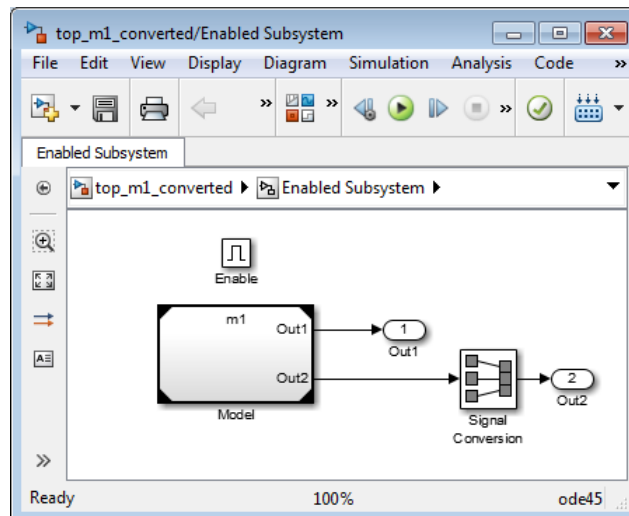 top_m1_converted/Enabled Subsystem
File Edit View Display Diagram Simulation Analysis Code »
» » »
Enabled Subsystem
top_m1_converted Enabled Subsystem
Enable
m1
Out1
1
Out1
Out2
2
Out2
Model
Signal
Conversion
»
Ready 100% ode45